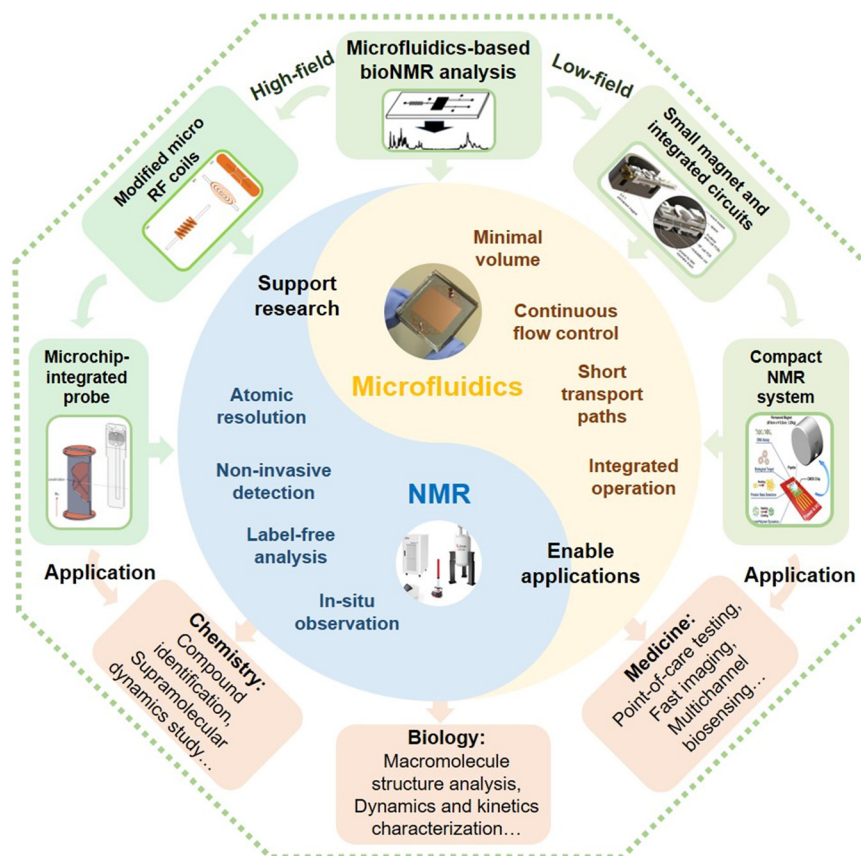 Microfluidics-based
bioNMR analysis
High-field
Low-field
Modified micro
RF coils
Small magnet and
integrated circuits
Support
research
Minimal
volume
Continuous
flow control
Microfluidics
Short
transport
paths
Integrated
operation
Microchip-
integrated
probe
Compact
NMR
system
Atomic
resolution
Non-invasive
detection
Label-free
analysis
In-situ
observation
NMR
Enable
applications
Application
Application
Chemistry:
Compound
identification,
Supramolecular
dynamics study…
Biology:
Macromolecule
structure analysis,
Dynamics and kinetics
characterization…
Medicine:
Point-of-care testing,
Fast imaging,
Multichannel
biosensing…